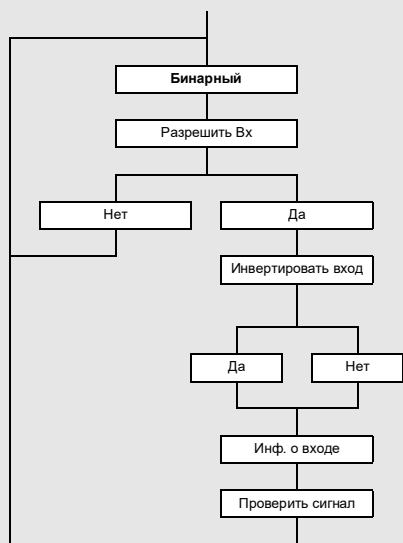 Бинарный
Разрешить Вх
Нет
Да
Инвертировать вход
Да
Нет
Инф. о входе
Проверить сигнал